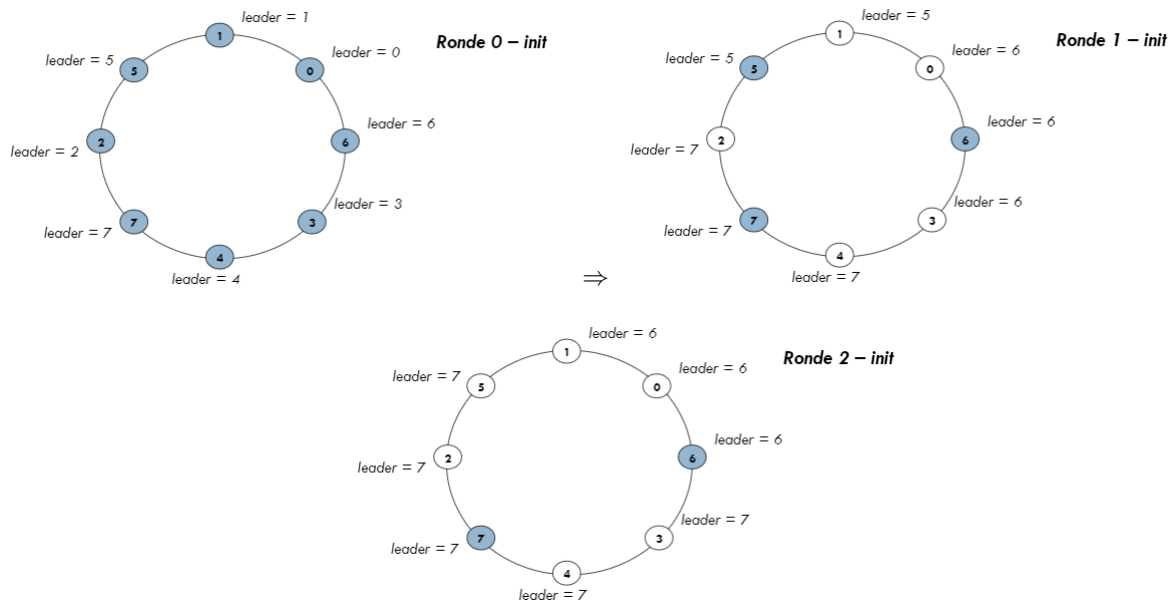 Ronde 0 – init
leader = 1
1
leader = 0
0
leader = 5
5
leader = 6
6
leader = 2
2
leader = 3
3
leader = 7
7
leader = 4
4
⇒
Ronde 1 – init
leader = 5
1
leader = 6
0
leader = 5
5
leader = 6
6
leader = 7
2
leader = 6
3
leader = 7
7
leader = 7
4
Ronde 2 – init
leader = 6
1
leader = 6
0
leader = 7
5
leader = 6
6
leader = 7
2
leader = 7
3
leader = 7
7
leader = 7
4